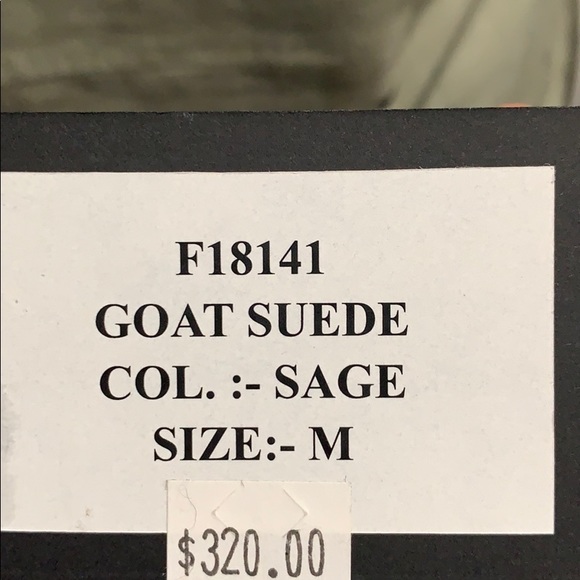 F18141
GOAT SUEDE
COL. :- SAGE
SIZE:- M
$320.00